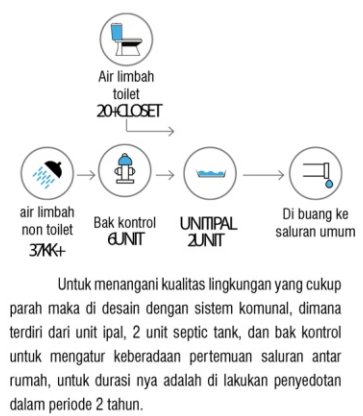 Air limbah
toilet
20+CLOSET
air limbah
non toilet
37KK+
Bak kontrol
6UNIT
UNITIPAL
2UNIT
Di buang ke
saluran umum
Untuk menangani kualitas lingkungan yang cukup
parah maka di desain dengan sistem komunal, dimana
terdiri dari unit ipal, 2 unit septic tank, dan bak kontrol
untuk mengatur keberadaan pertemuan saluran antar
rumah, untuk durasi nya adalah di lakukan penyedotan
dalam periode 2 tahun.